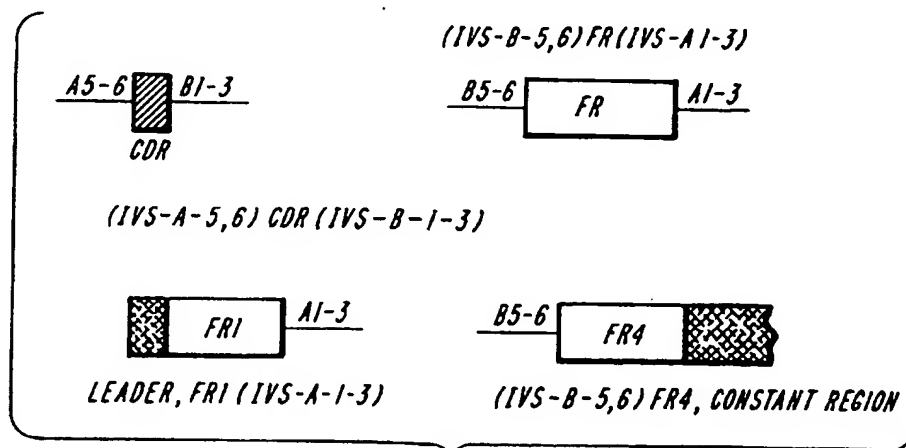 (IVS-B-5,6)FR(IVS-A1-3)
A5-6 B1-3
CDR
B5-6 FR A1-3
(IVS-A-5,6) CDR (IVS-B-1-3)
FR1 A1-3
LEADER, FR1 (IVS-A-1-3)
B5-6 FR4
(IVS-B-5,6) FR4, CONSTANT REGION